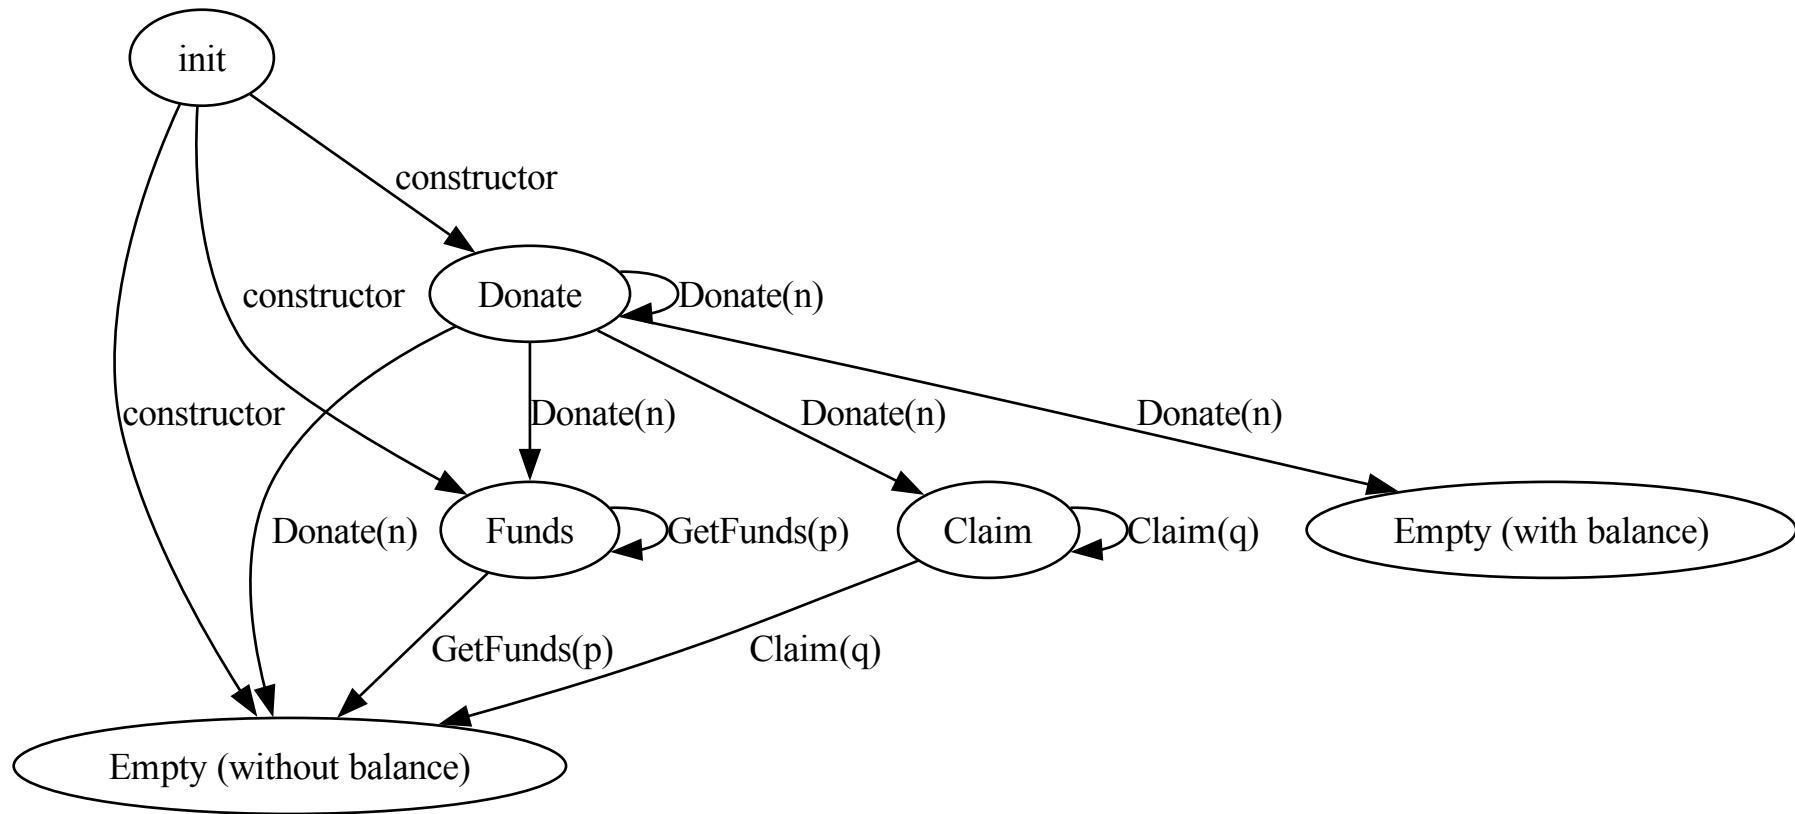 init
constructor
Donate
Donate(n)
constructor
constructor
Donate(n)
Donate(n)
Donate(n)
Donate(n)
Funds
GetFunds(p)
Claim
Claim(q)
Empty (with balance)
GetFunds(p)
Claim(q)
Empty (without balance)